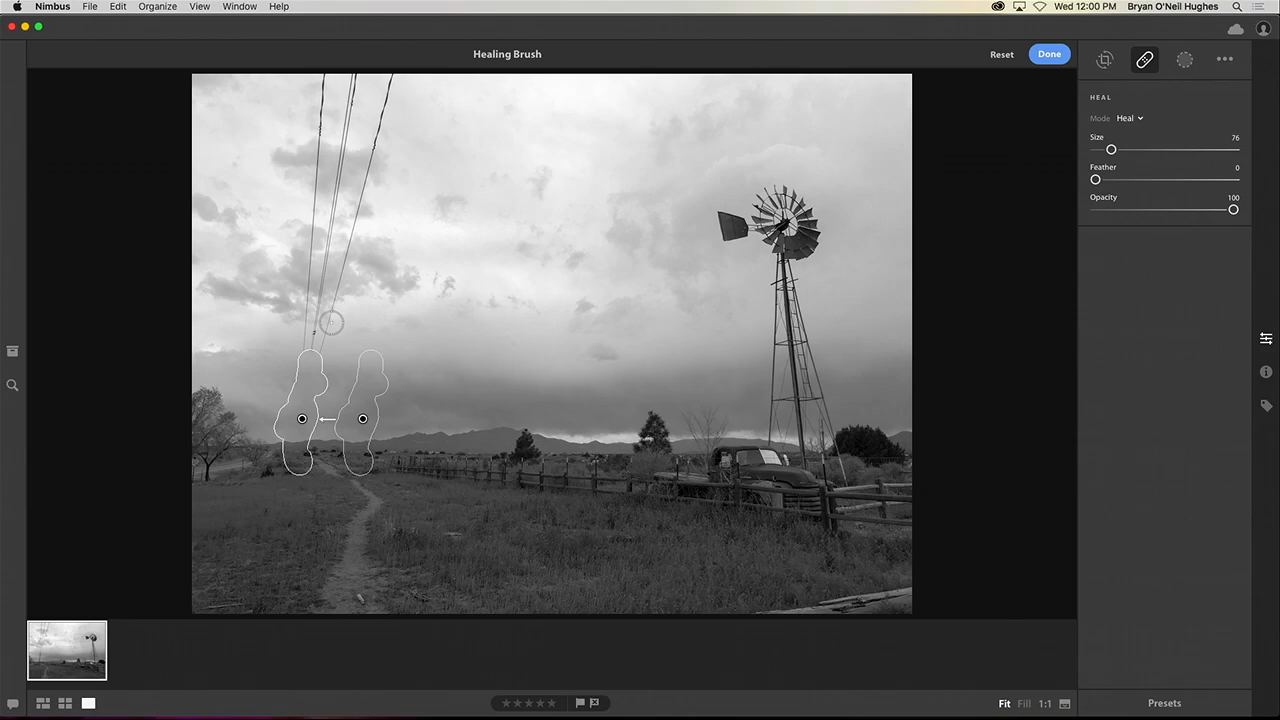 Nimbus File Edit Organize View Window Help Wed 12:00 PM Bryan O'Neil Hughes
Healing Brush Reset Done
HEAL
Mode Heal
Size 76
Feather 0
Opacity 100
Fit Fill 1:1 Presets